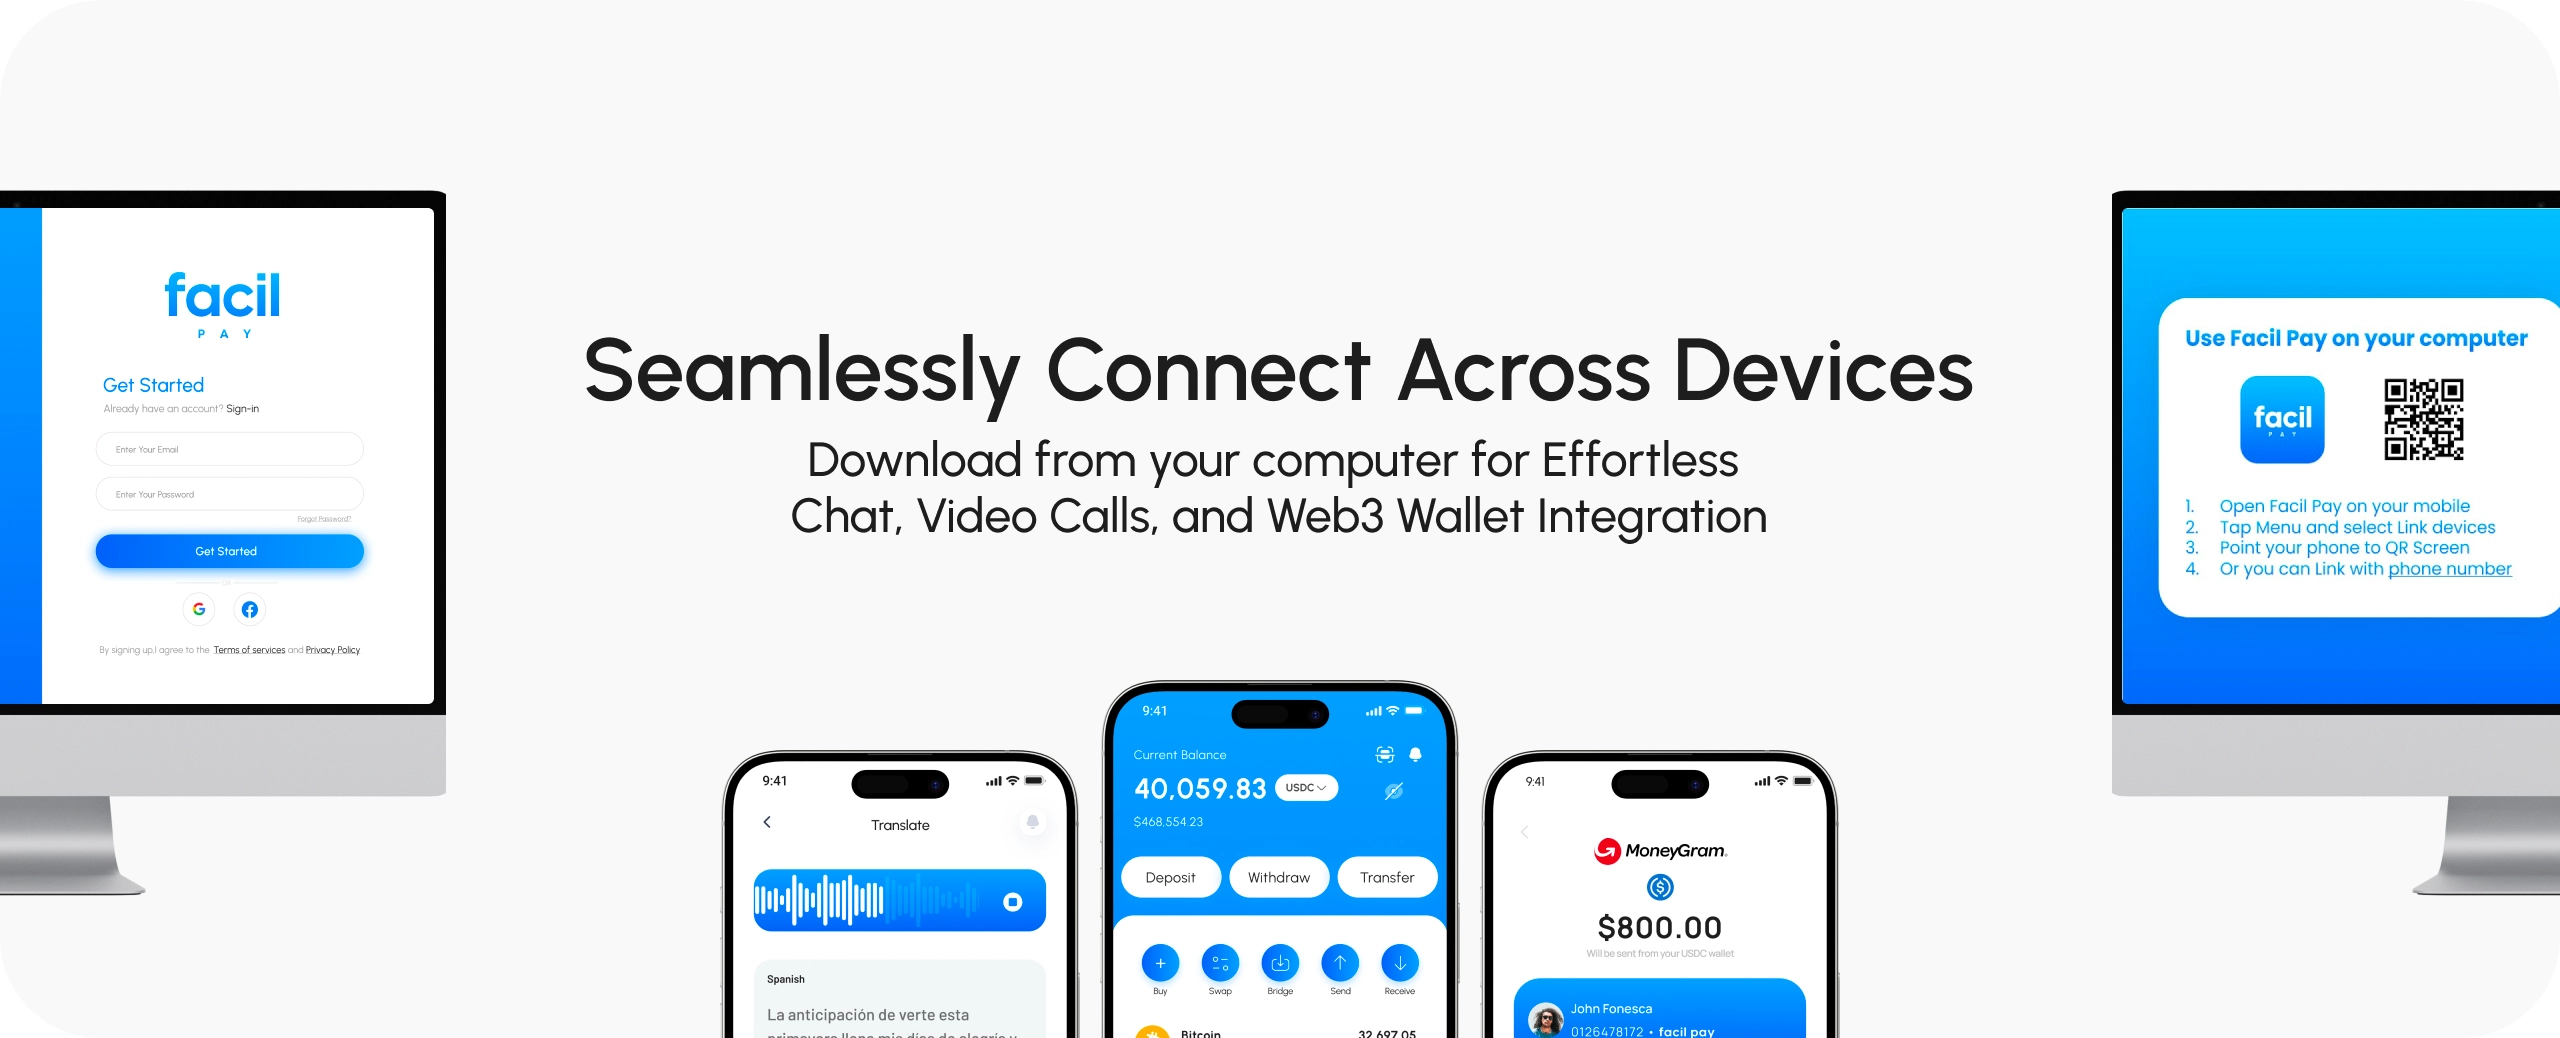 facil
PAY
Get Started
Already have an account? Sign-in
Enter Your Email
Enter Your Password
Forgot Password?
Get Started
OR
By signing up,I agree to the Terms of services and Privacy Policy
Seamlessly Connect Across Devices
Download from your computer for Effortless
Chat, Video Calls, and Web3 Wallet Integration
Use Facil Pay on your computer
facil
PAY
1. Open Facil Pay on your mobile
2. Tap Menu and select Link devices
3. Point your phone to QR Screen
4. Or you can Link with phone number
9:41
Translate
Spanish
La anticipación de verte esta
primavera llena mis días de alegría y
9:41
Current Balance
40,059.83 USDC
$468,554.23
Deposit Withdraw Transfer
Buy Swap Bridge Send Receive
Bitcoin 32,697.05
9:41
MoneyGram
$800.00
Will be sent from your USDC wallet
John Fonesca
0126478172 • facil pay